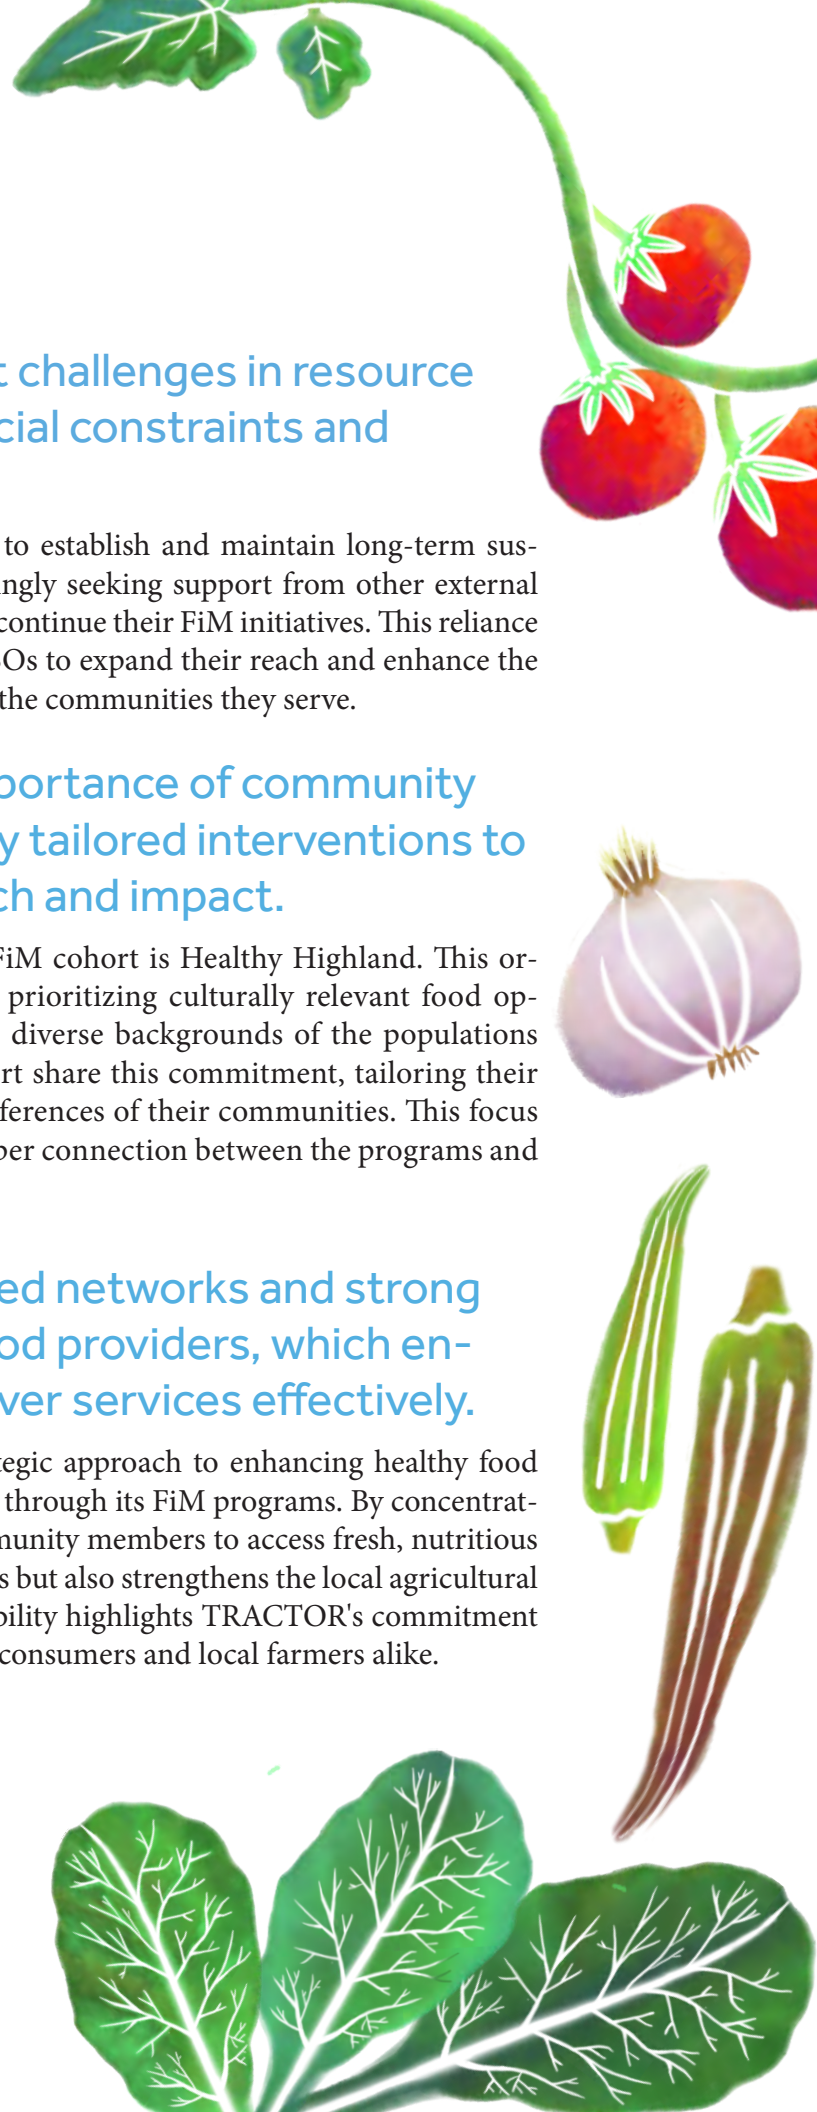 challenges in resource
cial constraints and
to establish and maintain long-term sus-
ngly seeking support from other external
continue their FiM initiatives. This reliance
Os to expand their reach and enhance the
the communities they serve.
portance of community
y tailored interventions to
ch and impact.
FiM cohort is Healthy Highland. This or-
prioritizing culturally relevant food op-
diverse backgrounds of the populations
rt share this commitment, tailoring their
ferences of their communities. This focus
per connection between the programs and
ed networks and strong
od providers, which en-
ver services effectively.
tegic approach to enhancing healthy food
through its FiM programs. By concentrat-
munity members to access fresh, nutritious
s but also strengthens the local agricultural
bility highlights TRACTOR's commitment
consumers and local farmers alike.